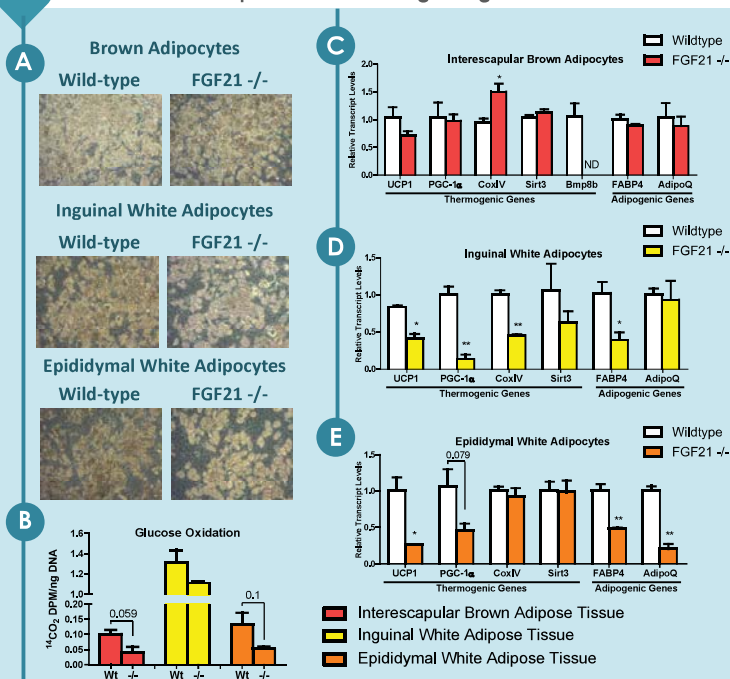 A
Brown Adipocytes
Wild-type FGF21 -/-
Inguinal White Adipocytes
Wild-type FGF21 -/-
Epididymal White Adipocytes
Wild-type FGF21 -/-
B
Glucose Oxidation
¹⁴CO₂ DPM/ng DNA
1.6
1.4
1.2
1.0
0.20
0.15
0.10
0.05
0.00
0.059
0.1
Wt -/- Wt -/- Wt -/-
C
Wildtype
FGF21 -/-
Interescapular Brown Adipocytes
Relative Transcript Levels
2.0
1.5
1.0
0.5
0.0
*
ND
UCP1 PGC-1α CoxIV Sirt3 Bmp8b FABP4 AdipoQ
Thermogenic Genes Adipogenic Genes
D
Wildtype
FGF21 -/-
Inguinal White Adipocytes
Relative Transcript Levels
1.5
1.0
0.5
0.0
* ** ** *
UCP1 PGC-1α CoxIV Sirt3 FABP4 AdipoQ
Thermogenic Genes Adipogenic Genes
E
Wildtype
FGF21 -/-
Epididymal White Adipocytes
Relative Transcript Levels
1.5
1.0
0.5
0.0
0.079
* ** **
UCP1 PGC-1α CoxIV Sirt3 FABP4 AdipoQ
Thermogenic Genes Adipogenic Genes
Interescapular Brown Adipose Tissue
Inguinal White Adipose Tissue
Epididymal White Adipose Tissue